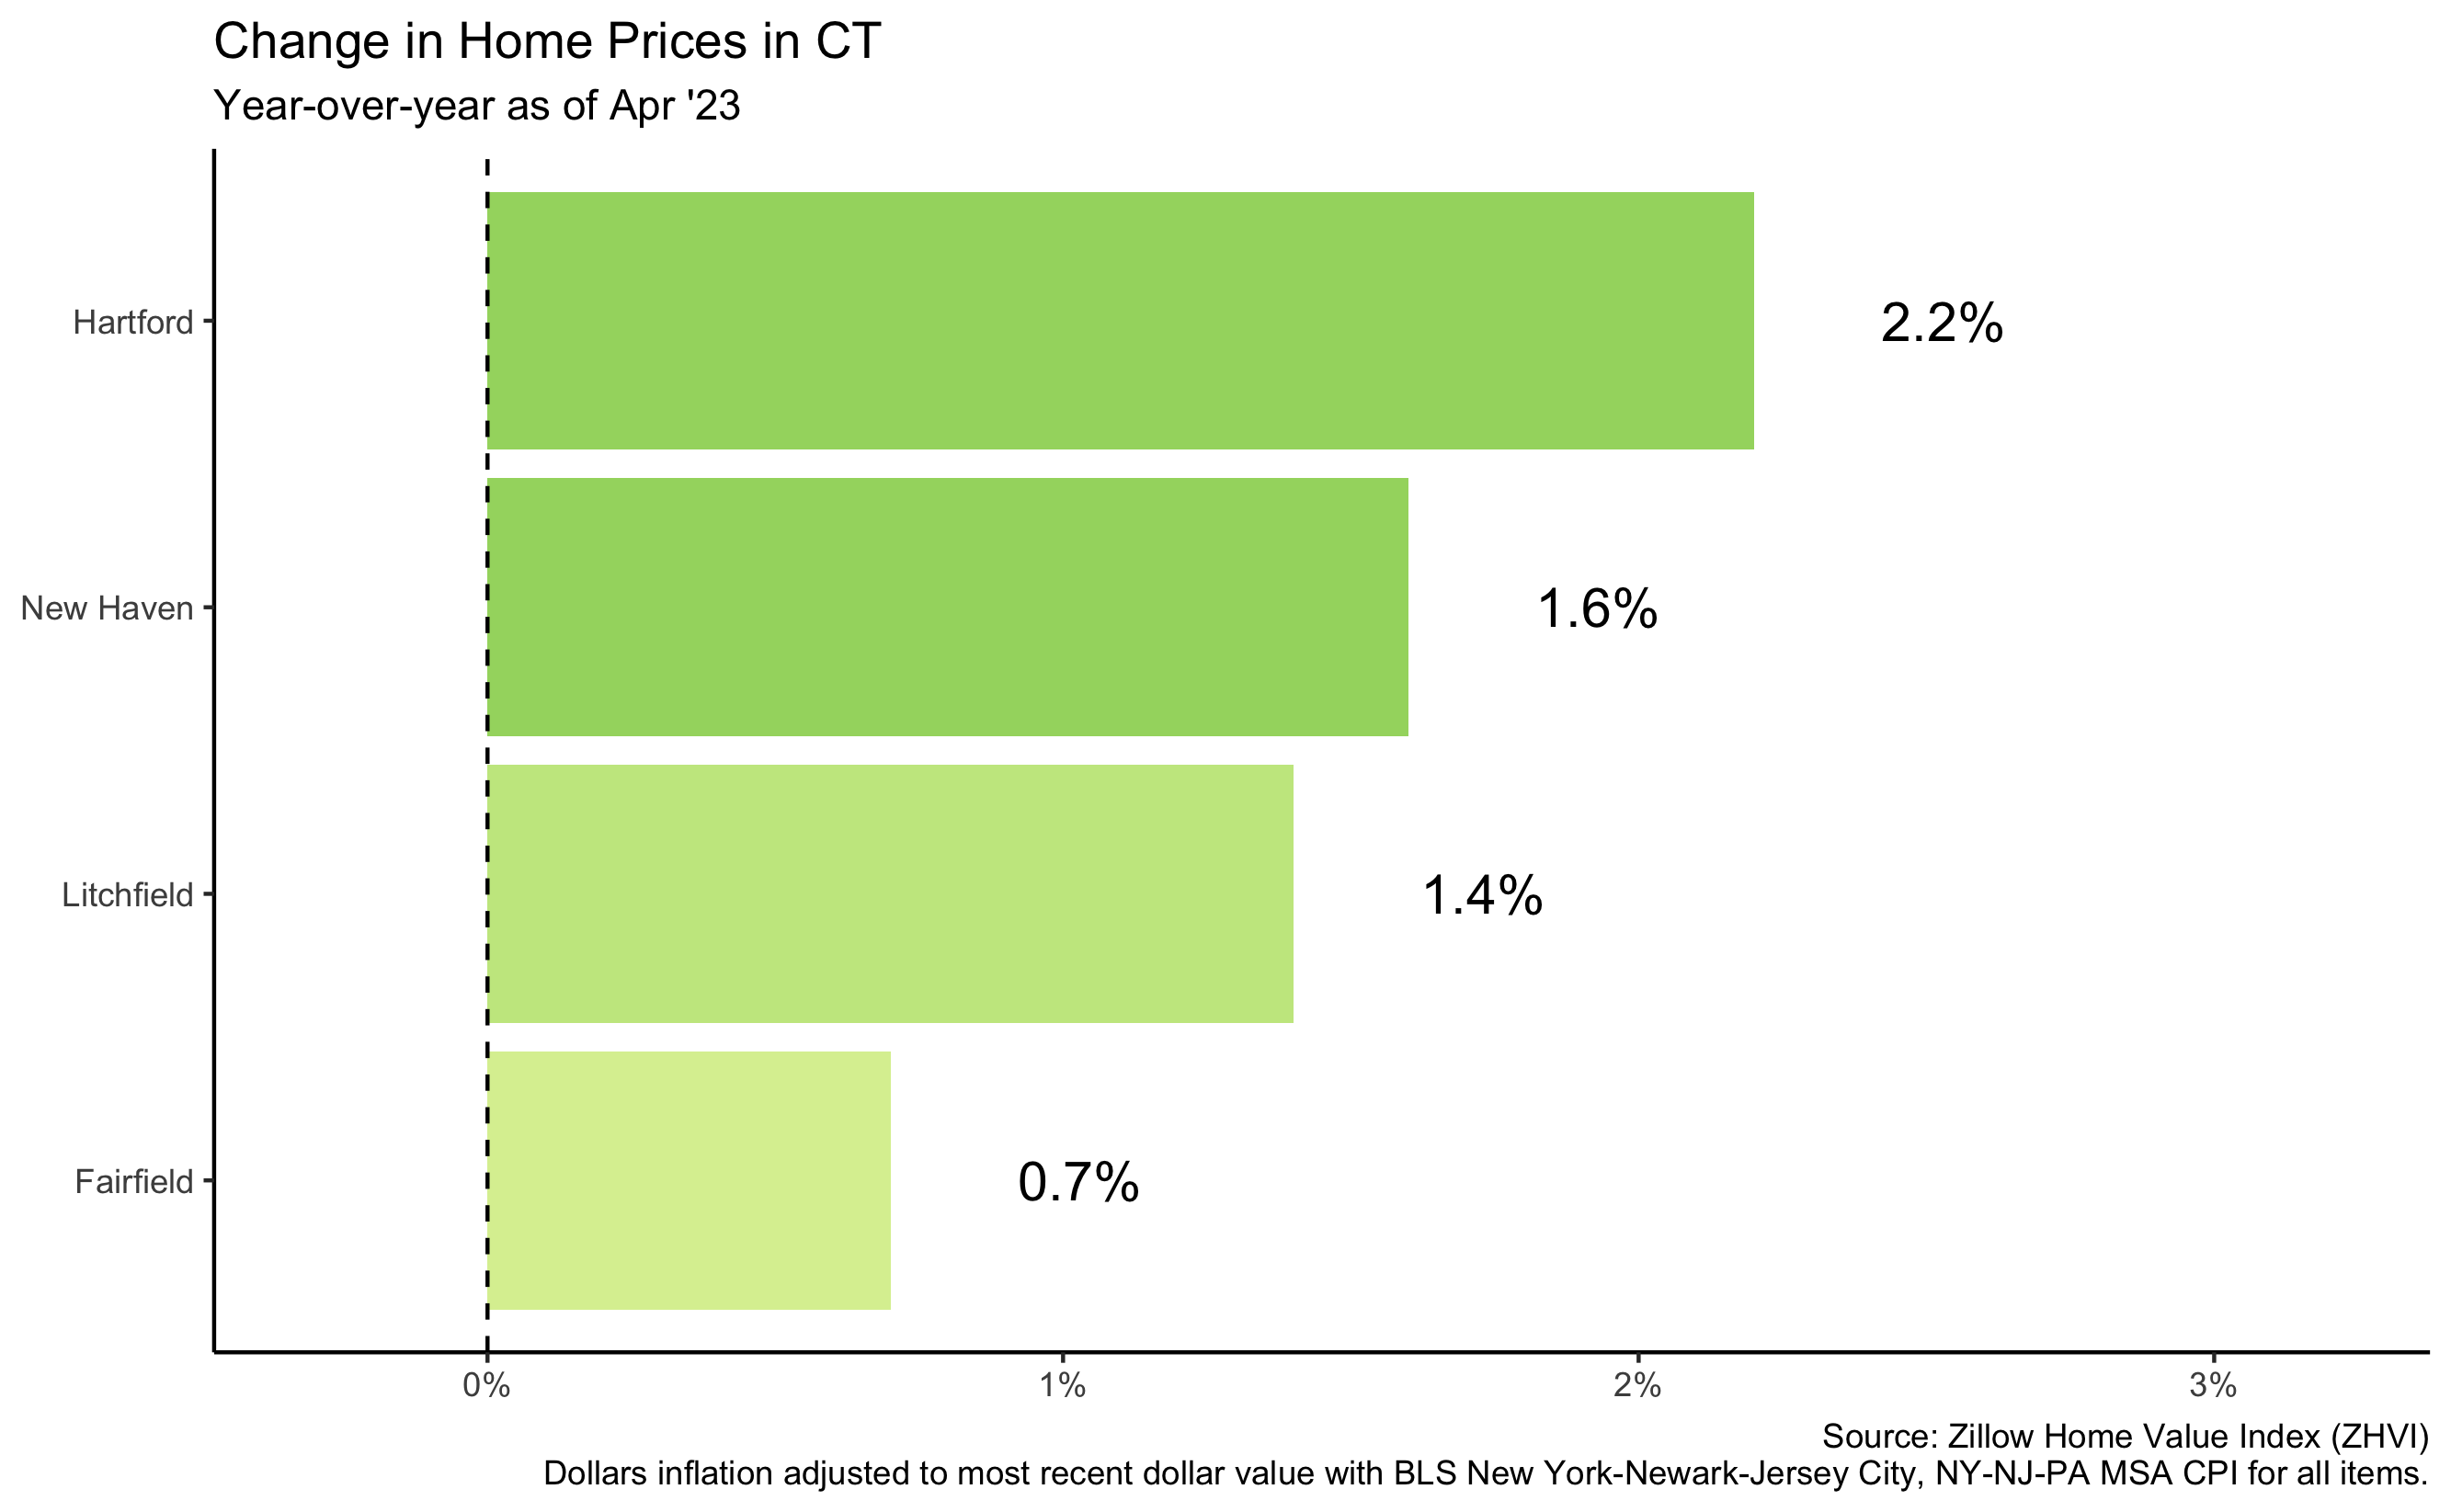 Change in Home Prices in CT
Year-over-year as of Apr '23
Hartford
2.2%
New Haven
1.6%
Litchfield
1.4%
Fairfield
0.7%
0%
1%
2%
3%
Source: Zillow Home Value Index (ZHVI)
Dollars inflation adjusted to most recent dollar value with BLS New York-Newark-Jersey City, NY-NJ-PA MSA CPI for all items.